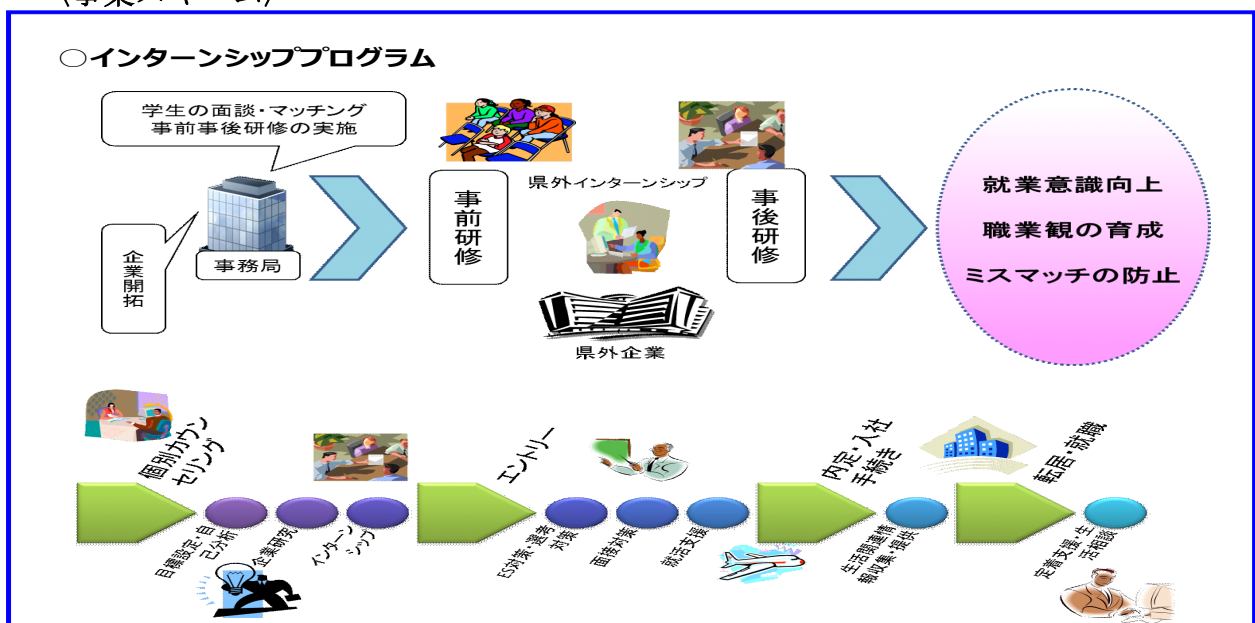 (事業スキーム)
○インターンシッププログラム
学生の面談・マッチング
事前事後研修の実施
企業開拓
事務局
事前研修
県外インターンシップ
県外企業
事後研修
就業意識向上
職業観の育成
ミスマッチの防止
個別カウン
セリング
目標設定・自
己分析
企業研究
インターン
シップ
エントリー
ES対策・選考
対策
面接対策
就活支援
内定・入社
手続き
生活関連情
報収集・提供
転居・就職
定着支援・生
活相談